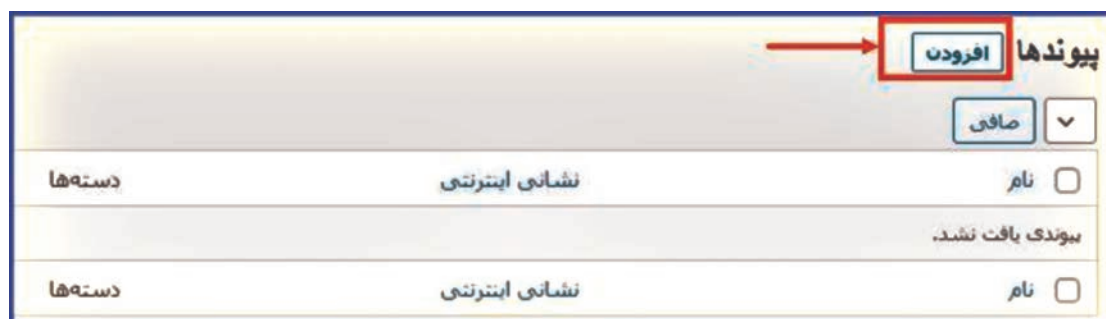 پیوندها افزودن
صافی
نام نشانی اینترنتی دسته‌ها
پیوندی یافت نشد.
نام نشانی اینترنتی دسته‌ها